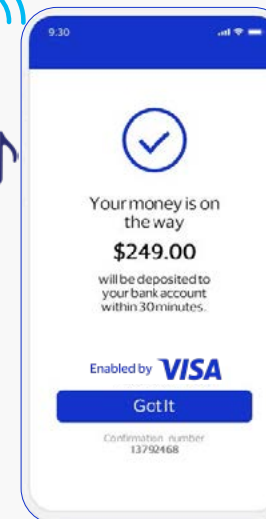 9:30
Your money is on
the way
$249.00
will be deposited to
your bank account
within 30 minutes.
Enabled by VISA
Got It
Confirmation number
13792468